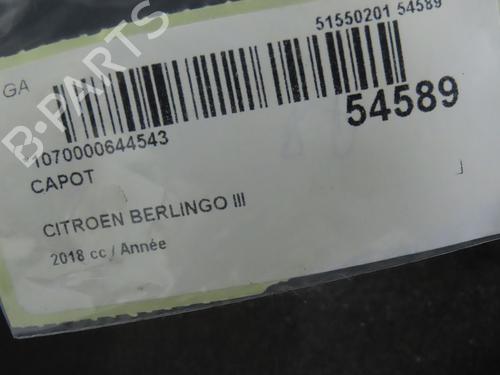 51550201 54589
GA
54589
1070000644543
CAPOT
CITROEN BERLINGO III
2018 cc / Année
B-PARTS